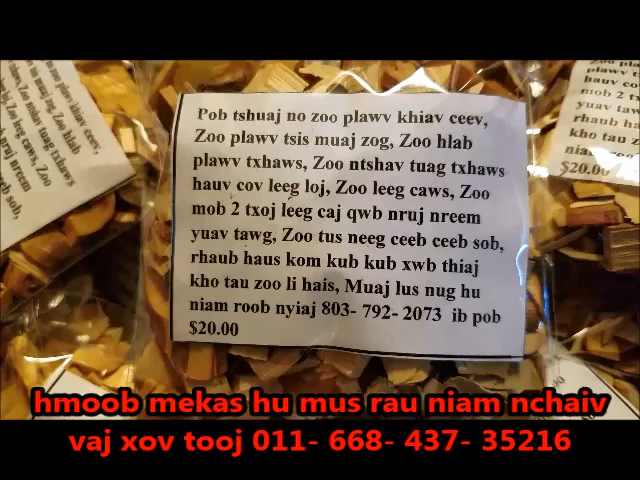 Pob tshuaj no zoo plawv khiav ceev,
Zoo plawv tsis muaj zog, Zoo hlab
plawv txhaws, Zoo ntshav tuag txhaws
hauv cov leeg loj, Zoo leeg caws, Zoo
mob 2 txoj leeg caj qwb nruj nreem
yuav tawg, Zoo tus neeg ceeb ceeb sob,
rhaub haus kom kub kub xwb thiaj
kho tau zoo li hais, Muaj lus nug hu
niam roob nyiaj 803- 792- 2073 ib pob
$20.00
$20.00
hmoob mekas hu mus rau niam nchaiv
vaj xov tooj 011- 668- 437- 35216